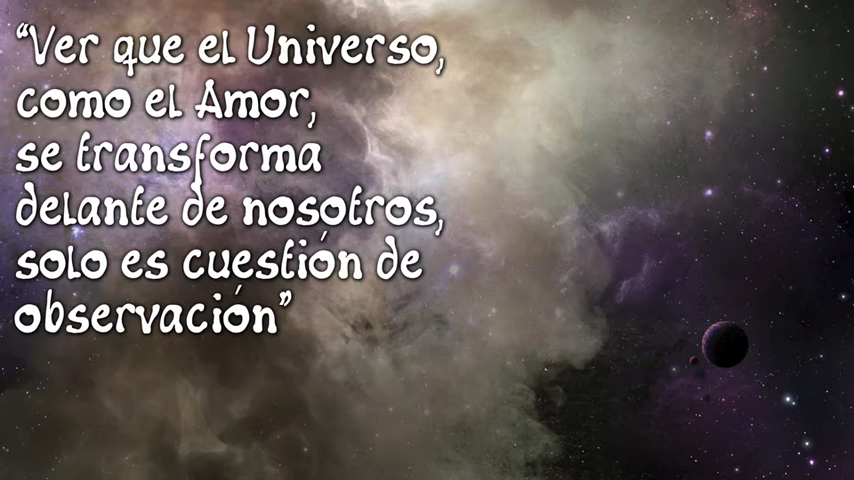 “Ver que el Universo,
como el Amor,
se transforma
delante de nosotros,
solo es cuestión de
observación”